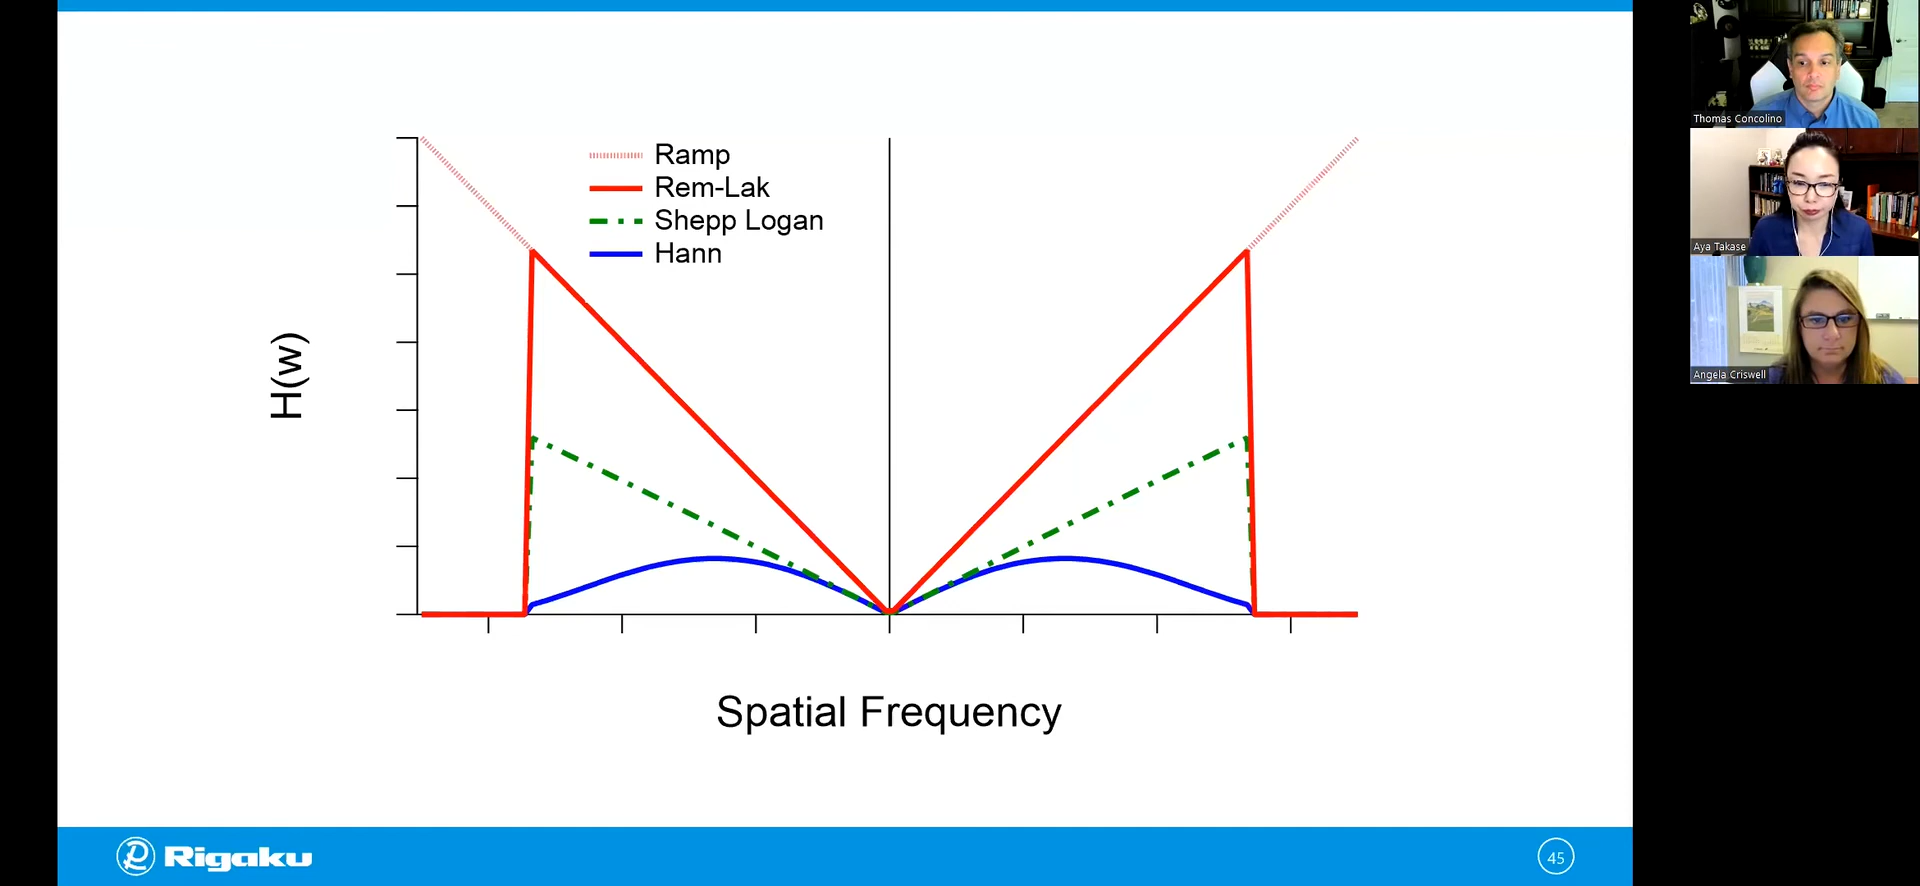 Ramp
Rem-Lak
Shepp Logan
Hann
H(w)
Spatial Frequency
Rigaku
45
Thomas Concolino
Aya Takase
Angela Criswell